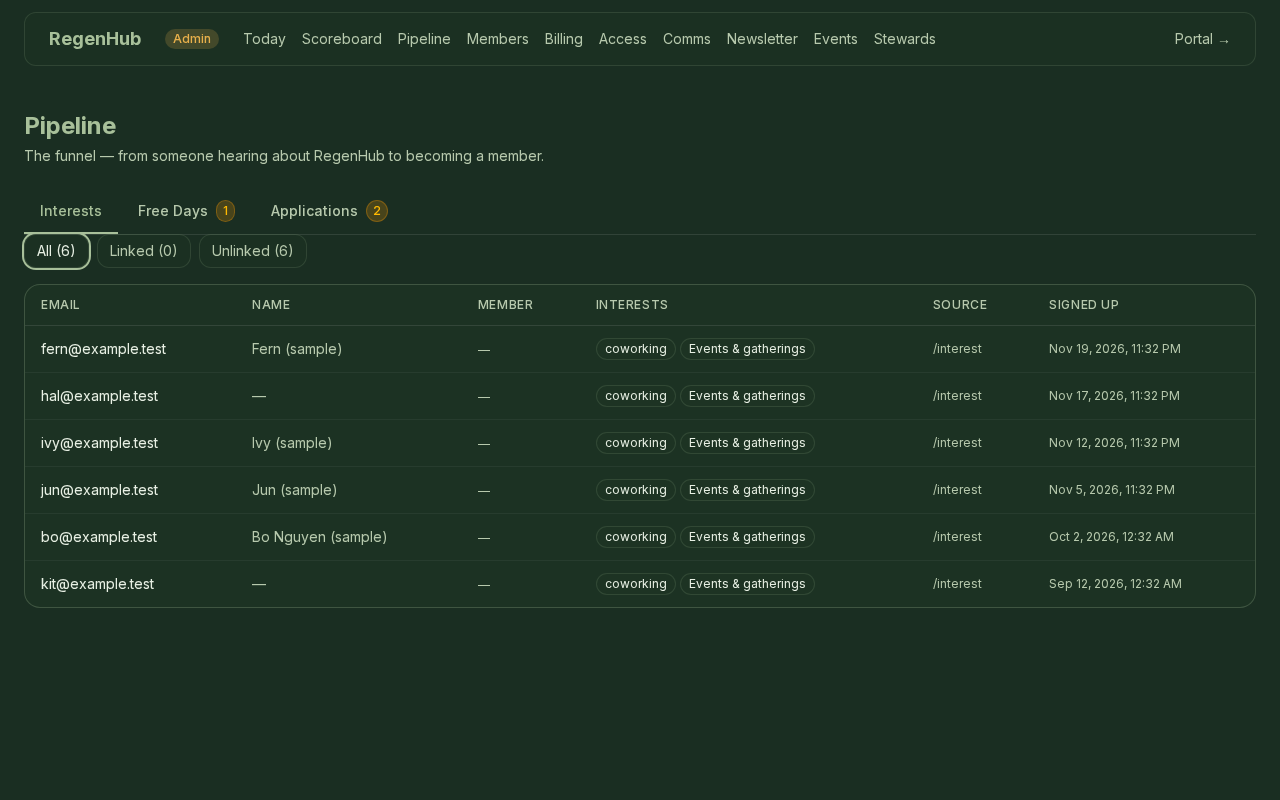 RegenHub Admin Today Scoreboard Pipeline Members Billing Access Comms Newsletter Events Stewards Portal →
Pipeline
The funnel — from someone hearing about RegenHub to becoming a member.
Interests Free Days 1 Applications 2
All (6) Linked (0) Unlinked (6)
EMAIL NAME MEMBER INTERESTS SOURCE SIGNED UP
fern@example.test Fern (sample) — coworking Events & gatherings /interest Nov 19, 2026, 11:32 PM
hal@example.test — — coworking Events & gatherings /interest Nov 17, 2026, 11:32 PM
ivy@example.test Ivy (sample) — coworking Events & gatherings /interest Nov 12, 2026, 11:32 PM
jun@example.test Jun (sample) — coworking Events & gatherings /interest Nov 5, 2026, 11:32 PM
bo@example.test Bo Nguyen (sample) — coworking Events & gatherings /interest Oct 2, 2026, 12:32 AM
kit@example.test — — coworking Events & gatherings /interest Sep 12, 2026, 12:32 AM